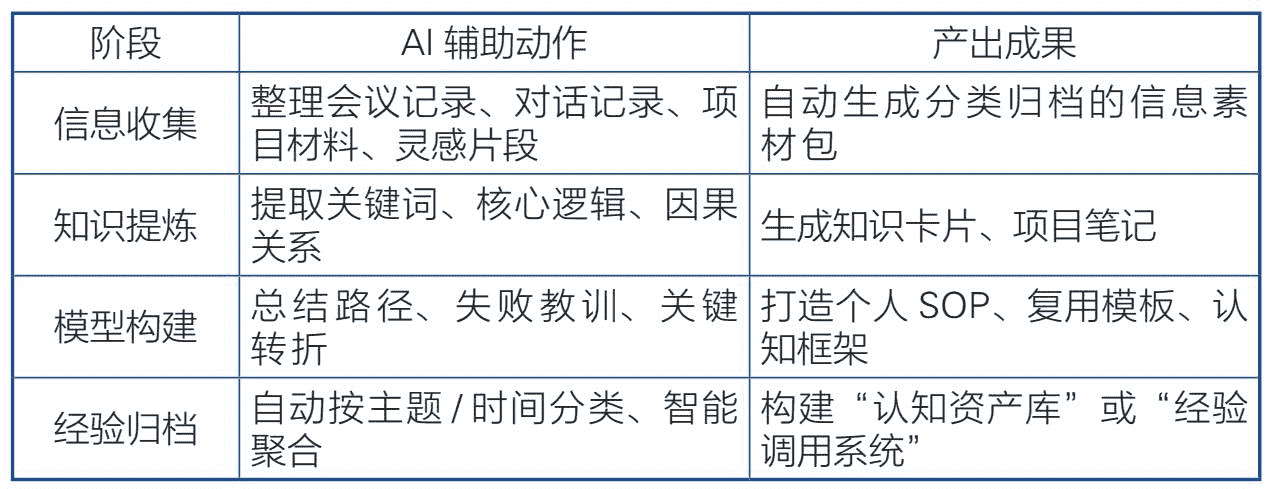 阶段 AI 辅助动作 产出成果
信息收集
整理会议记录、对话记录、项
目材料、灵感片段
自动生成分类归档的信息素
材包
知识提炼
提取关键词、核心逻辑、因果
关系
生成知识卡片、项目笔记
模型构建
总结路径、失败教训、关键
转折
打造个人 SOP、复用模板、认
知框架
经验归档
自动按主题 / 时间分类、智能
聚合
构建“认知资产库”或“经验
调用系统”